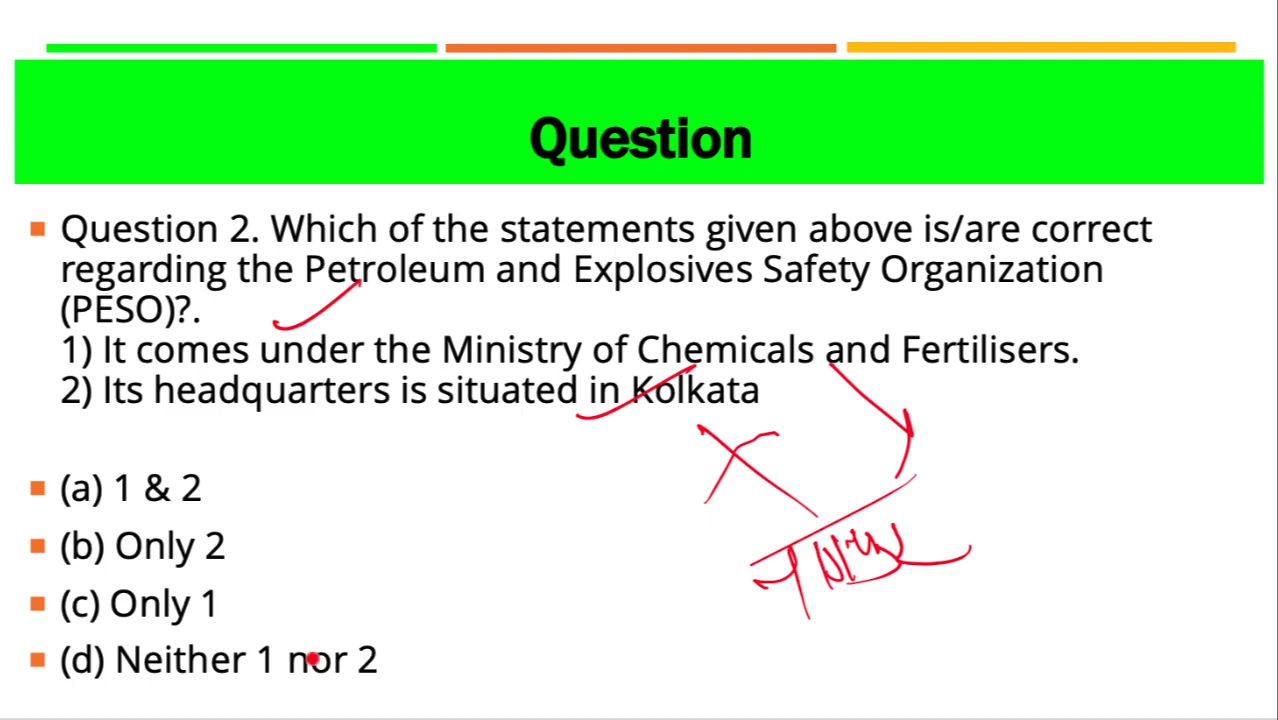 Question
Question 2. Which of the statements given above is/are correct
regarding the Petroleum and Explosives Safety Organization
(PESO)?.
1) It comes under the Ministry of Chemicals and Fertilisers.
2) Its headquarters is situated in Kolkata
(a) 1 & 2
(b) Only 2
(c) Only 1
(d) Neither 1 nor 2